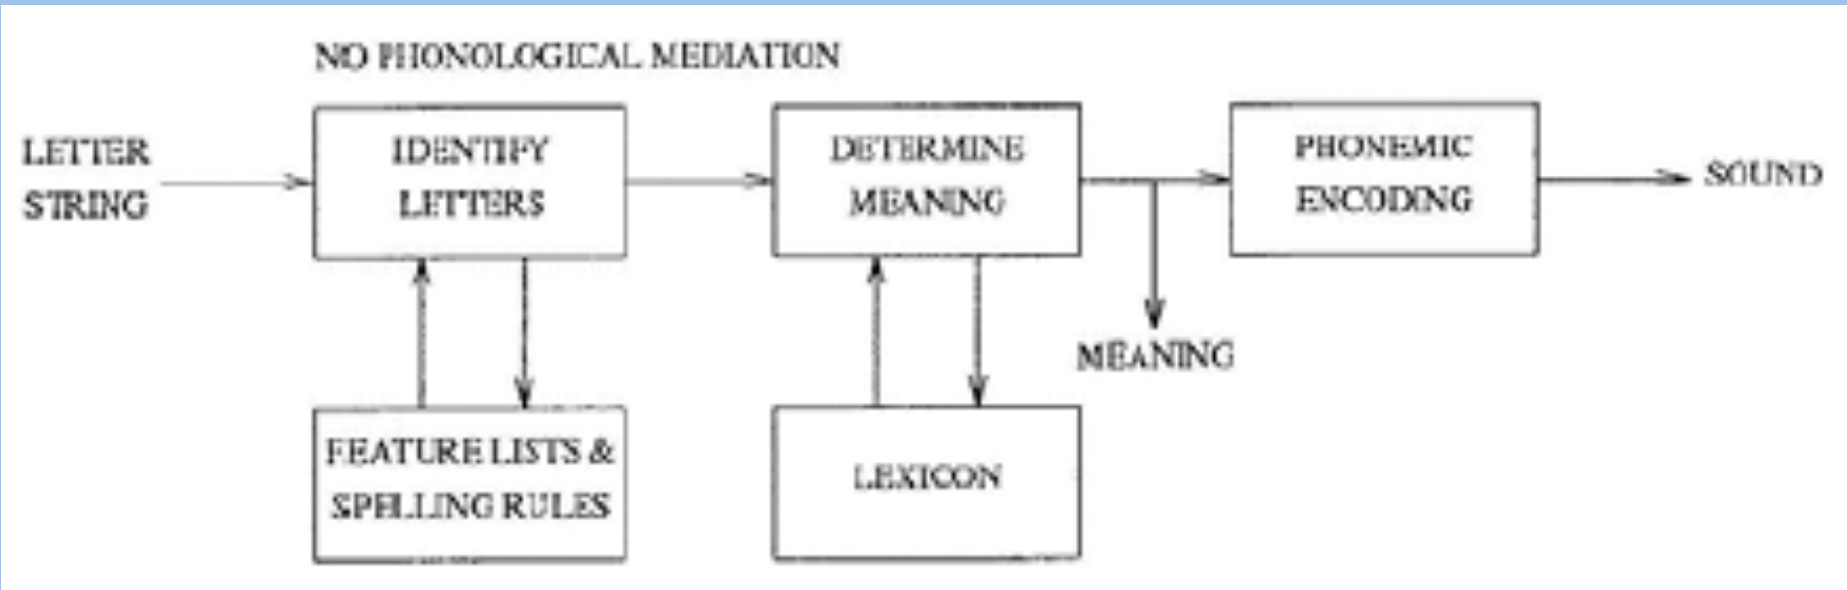 NO PHONOLOGICAL MEDIATION
LETTER
STRING
IDENTIFY
LETTERS
DETERMINE
MEANING
PHONEMIC
ENCODING
SOUND
MEANING
FEATURE LISTS &
SPELLING RULES
LEXICON